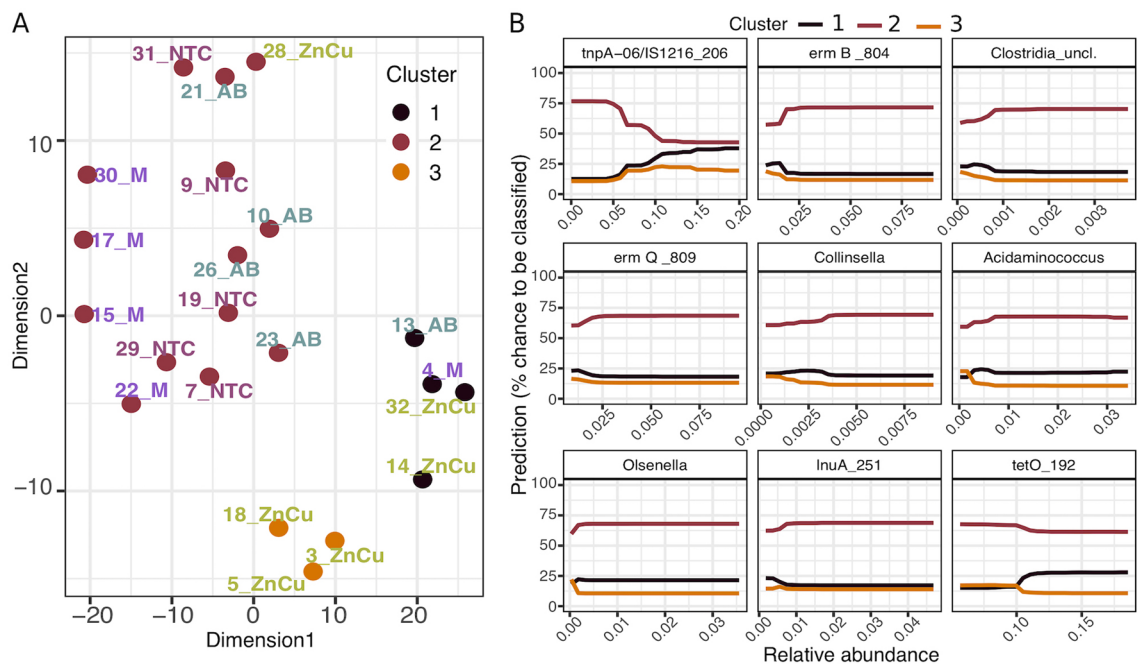 A
31_NTC
28_ZnCu
21_AB
Cluster
1
2
3
10
30_M
9_NTC
10_AB
17_M
26_AB
Dimension2
19_NTC
0
15_M
13_AB
23_AB
29_NTC
4_M
22_M
7_NTC
32_ZnCu
14_ZnCu
−10
18_ZnCu
3_ZnCu
5_ZnCu
−20 −10 0 10 20
Dimension1
B
Cluster 1 2 3
Prediction (% chance to be classified)
tnpA−06/IS1216_206
erm B _804
Clostridia_uncl.
100
75
50
25
0
0.00 0.05 0.10 0.15 0.20
0.025 0.050 0.075
0.000 0.001 0.002 0.003
erm Q _809
Collinsella
Acidaminococcus
100
75
50
25
0
0.025 0.050 0.075
0.0000 0.0025 0.0050 0.0075
0.00 0.01 0.02 0.03
Olsenella
lnuA_251
tetO_192
100
75
50
25
0
0.00 0.01 0.02 0.03
0.00 0.01 0.02 0.03 0.04
0.10 0.15
Relative abundance